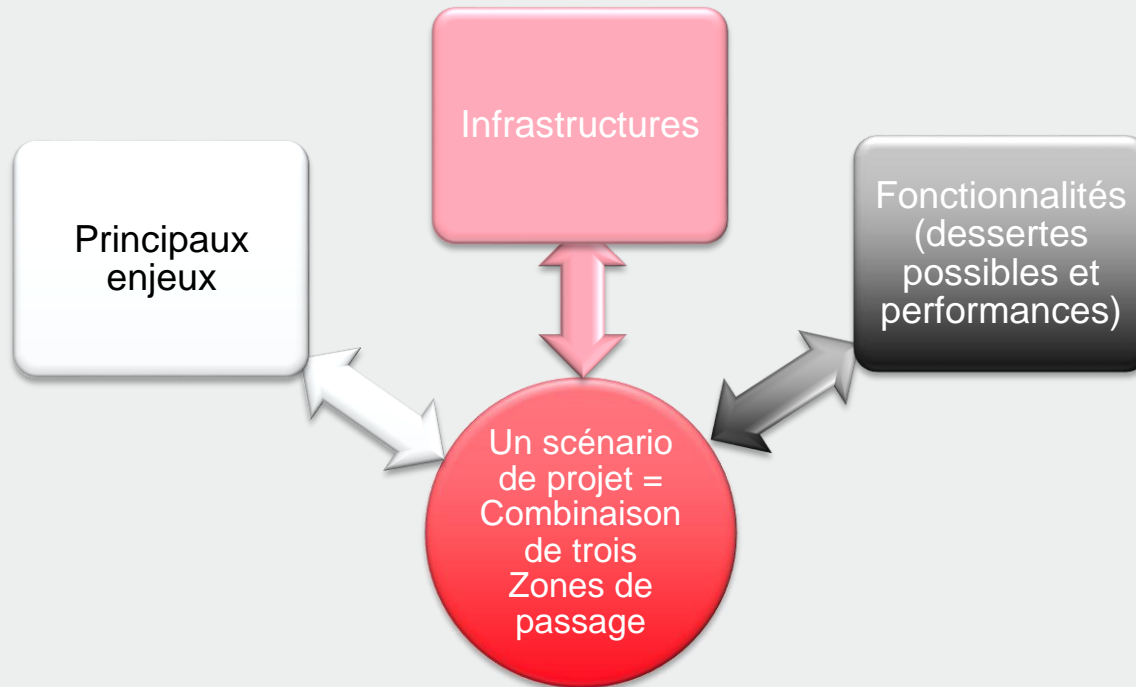 Infrastructures
Principaux
enjeux
Fonctionnalités
(dessertes
possibles et
performances)
Un scénario
de projet =
Combinaison
de trois
Zones de
passage